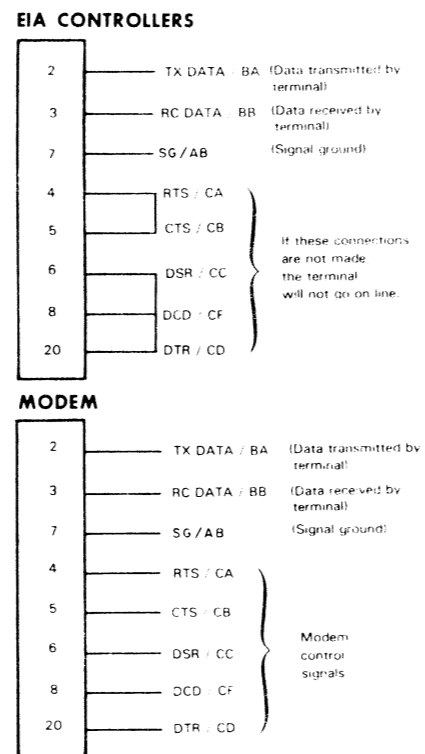 EIA CONTROLLERS
2 TX DATA / BA (Data transmitted by
terminal)
3 RC DATA / BB (Data received by
terminal)
7 SG/AB (Signal ground)
4 RTS / CA
5 CTS / CB
6 DSR / CC
8 DCD / CF
20 DTR / CD
If these connections
are not made
the terminal
will not go on line.
MODEM
2 TX DATA / BA (Data transmitted by
terminal)
3 RC DATA / BB (Data received by
terminal)
7 SG/AB (Signal ground)
4 RTS / CA
5 CTS / CB
6 DSR / CC
8 DCD / CF
20 DTR / CD
Modem
control
signals